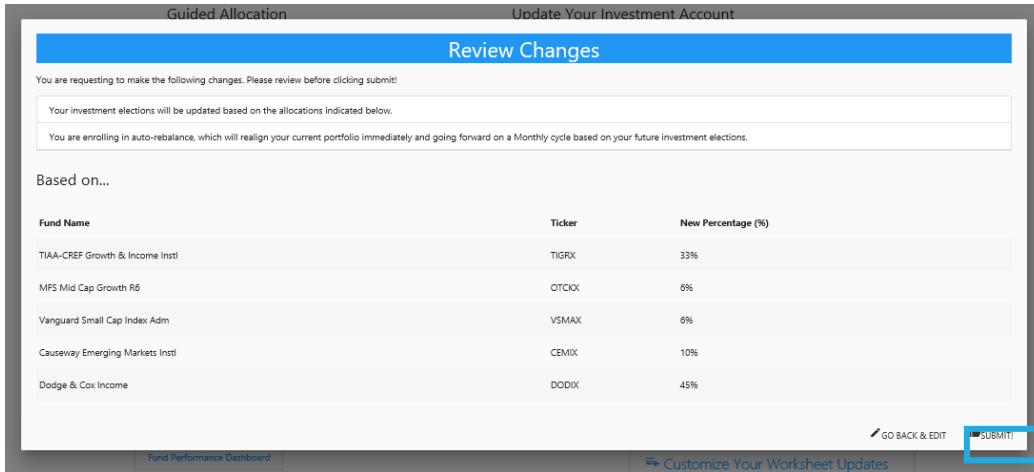 Guided Allocation
Update Your Investment Account
Review Changes
You are requesting to make the following changes. Please review before clicking submit!
Your investment elections will be updated based on the allocations indicated below.
You are enrolling in auto-rebalance, which will realign your current portfolio immediately and going forward on a Monthly cycle based on your future investment elections.
Based on...
Fund Name Ticker New Percentage (%)
TIAA-CREF Growth & Income Instl TIGRX 33%
MFS Mid Cap Growth R6 OTCKX 6%
Vanguard Small Cap Index Adm VSMAX 6%
Causeway Emerging Markets Instl CEMIX 10%
Dodge & Cox Income DODIX 45%
GO BACK & EDIT SUBMIT!
Fund Performance Dashboard
Customize Your Worksheet Updates